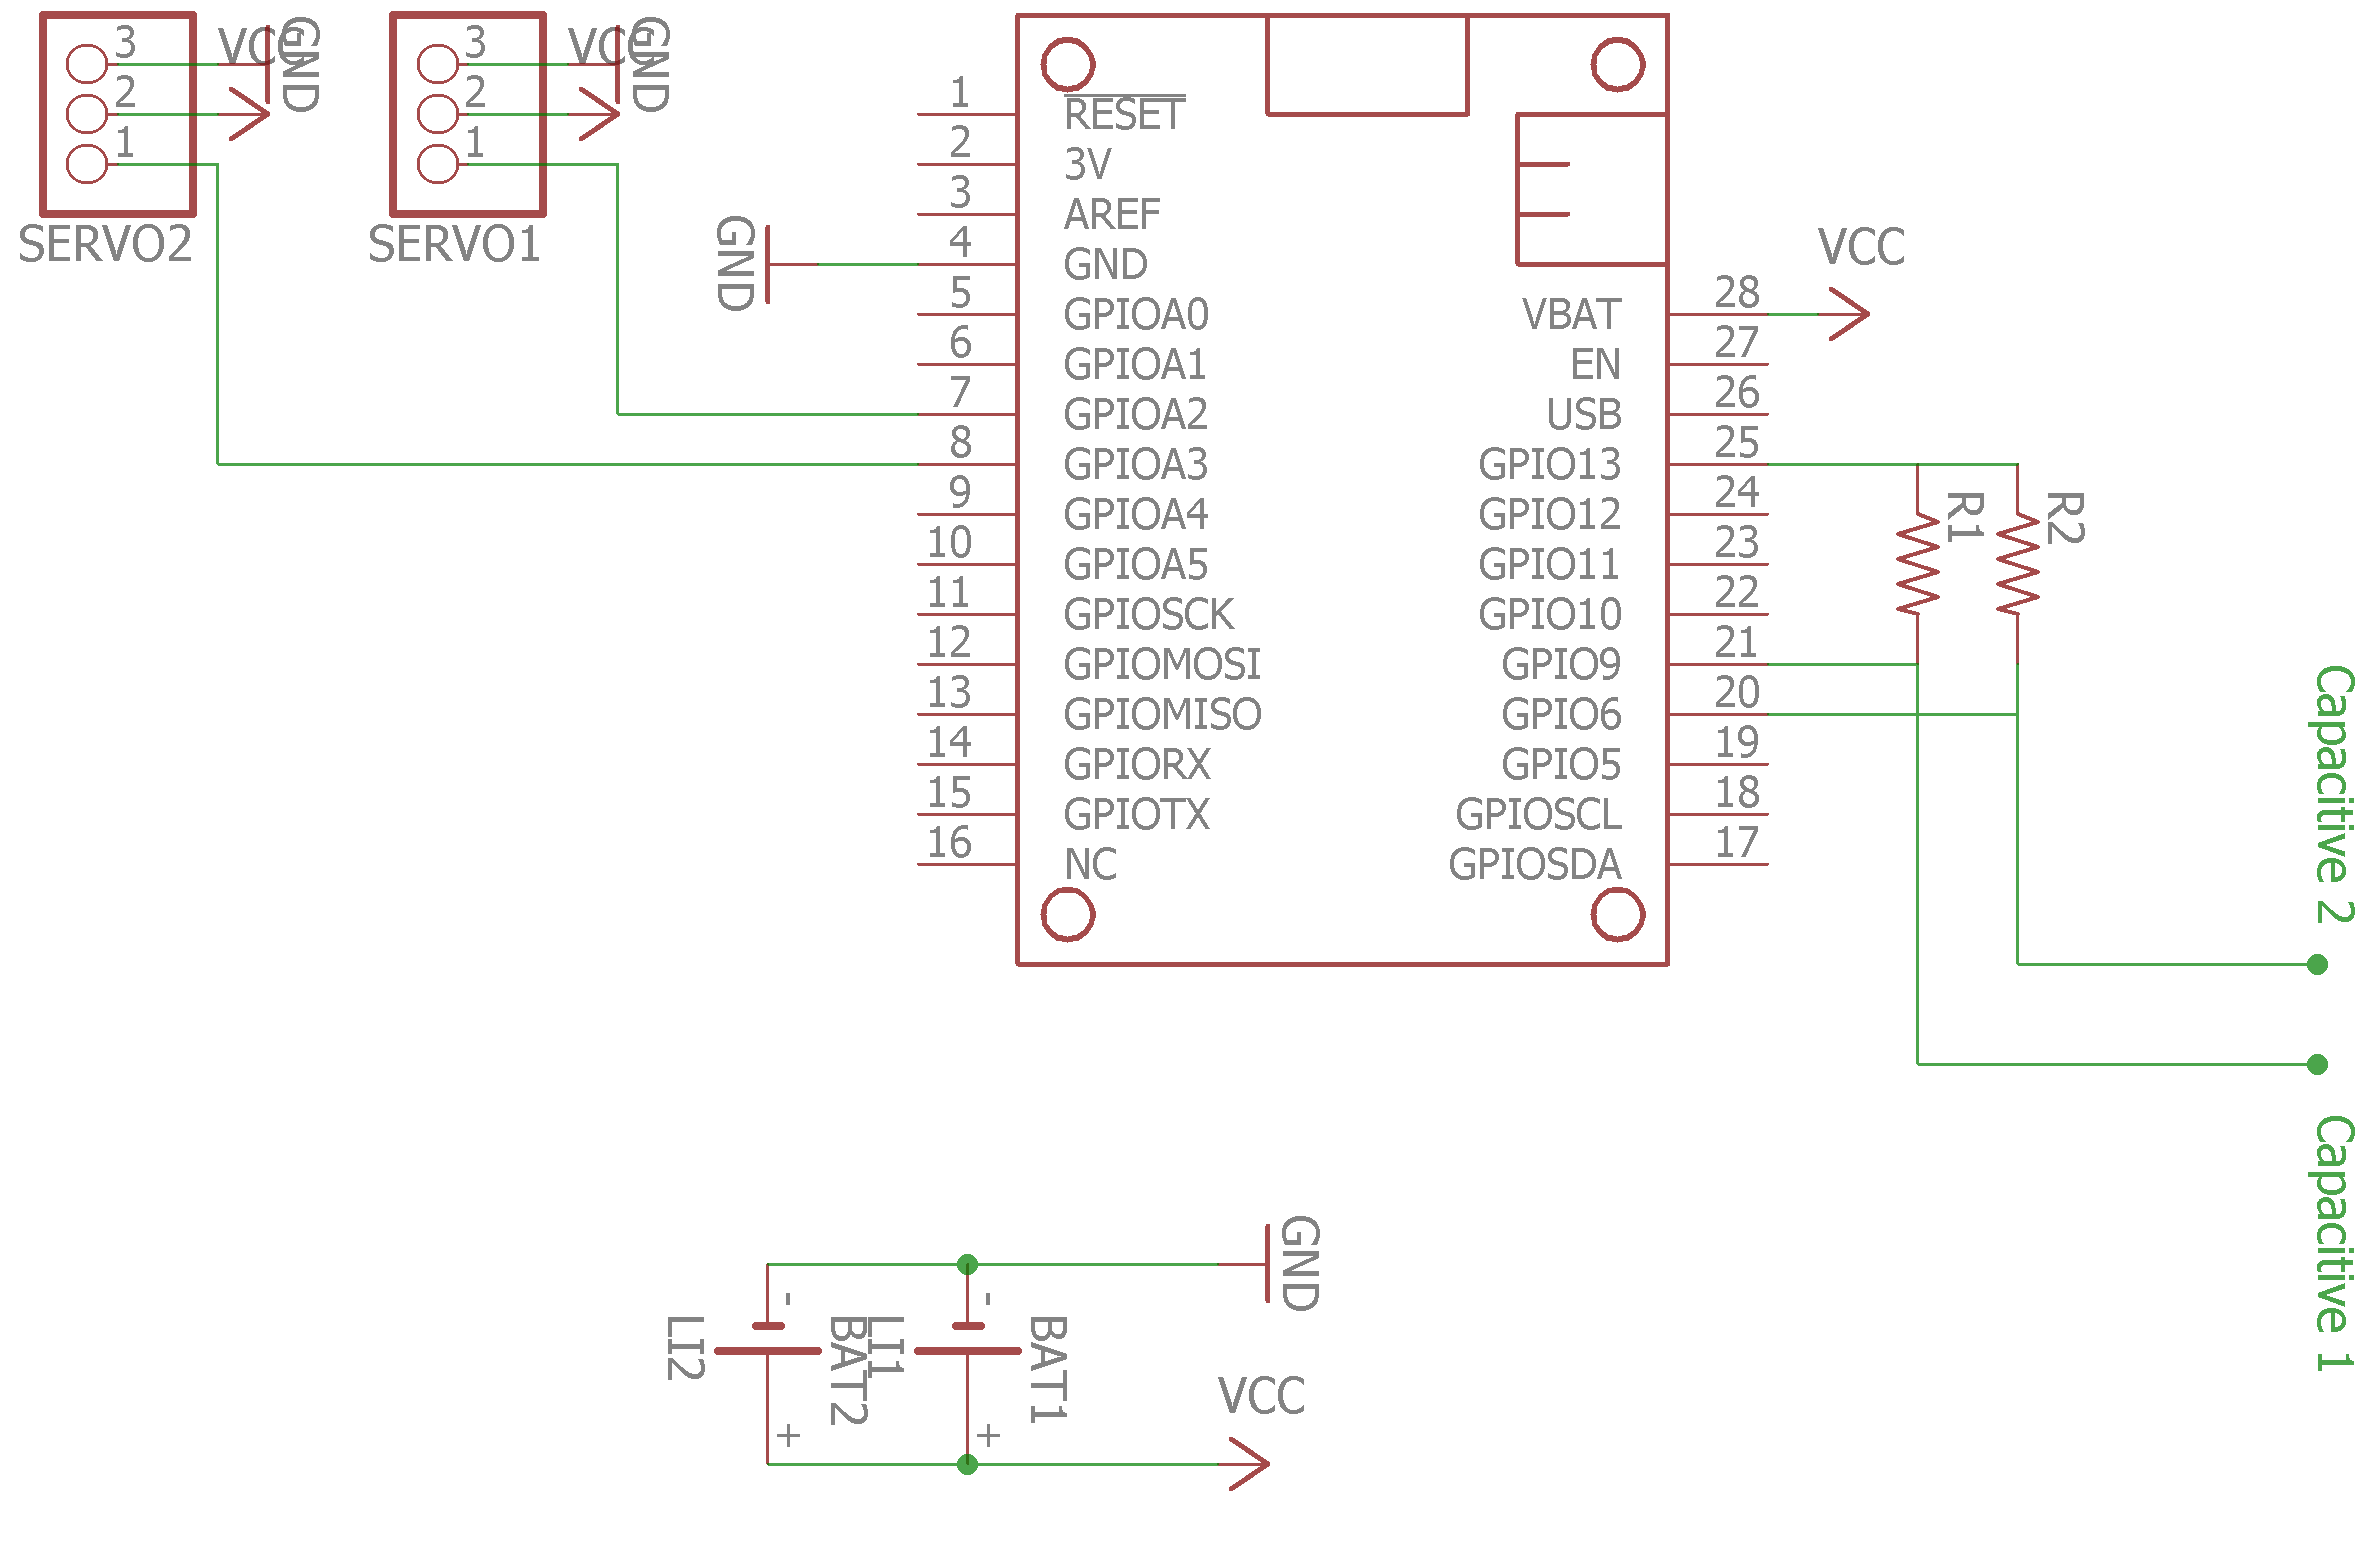 3
2
1
VCC
GND
SERVO2
3
2
1
VCC
GND
SERVO1
GND
1
2
3
4
5
6
7
8
9
10
11
12
13
14
15
16
RESET
3V
AREF
GND
GPIOA0
GPIOA1
GPIOA2
GPIOA3
GPIOA4
GPIOA5
GPIOSCK
GPIOMOSI
GPIOMISO
GPIORX
GPIOTX
NC
VBAT
EN
USB
GPIO13
GPIO12
GPIO11
GPIO10
GPIO9
GPIO6
GPIO5
GPIOSCL
GPIOSDA
28
27
26
25
24
23
22
21
20
19
18
17
VCC
R1
R2
Capacitive 2
Capacitive 1
GND
-
-
LI2
BAT2
LI1
BAT1
+
+
VCC